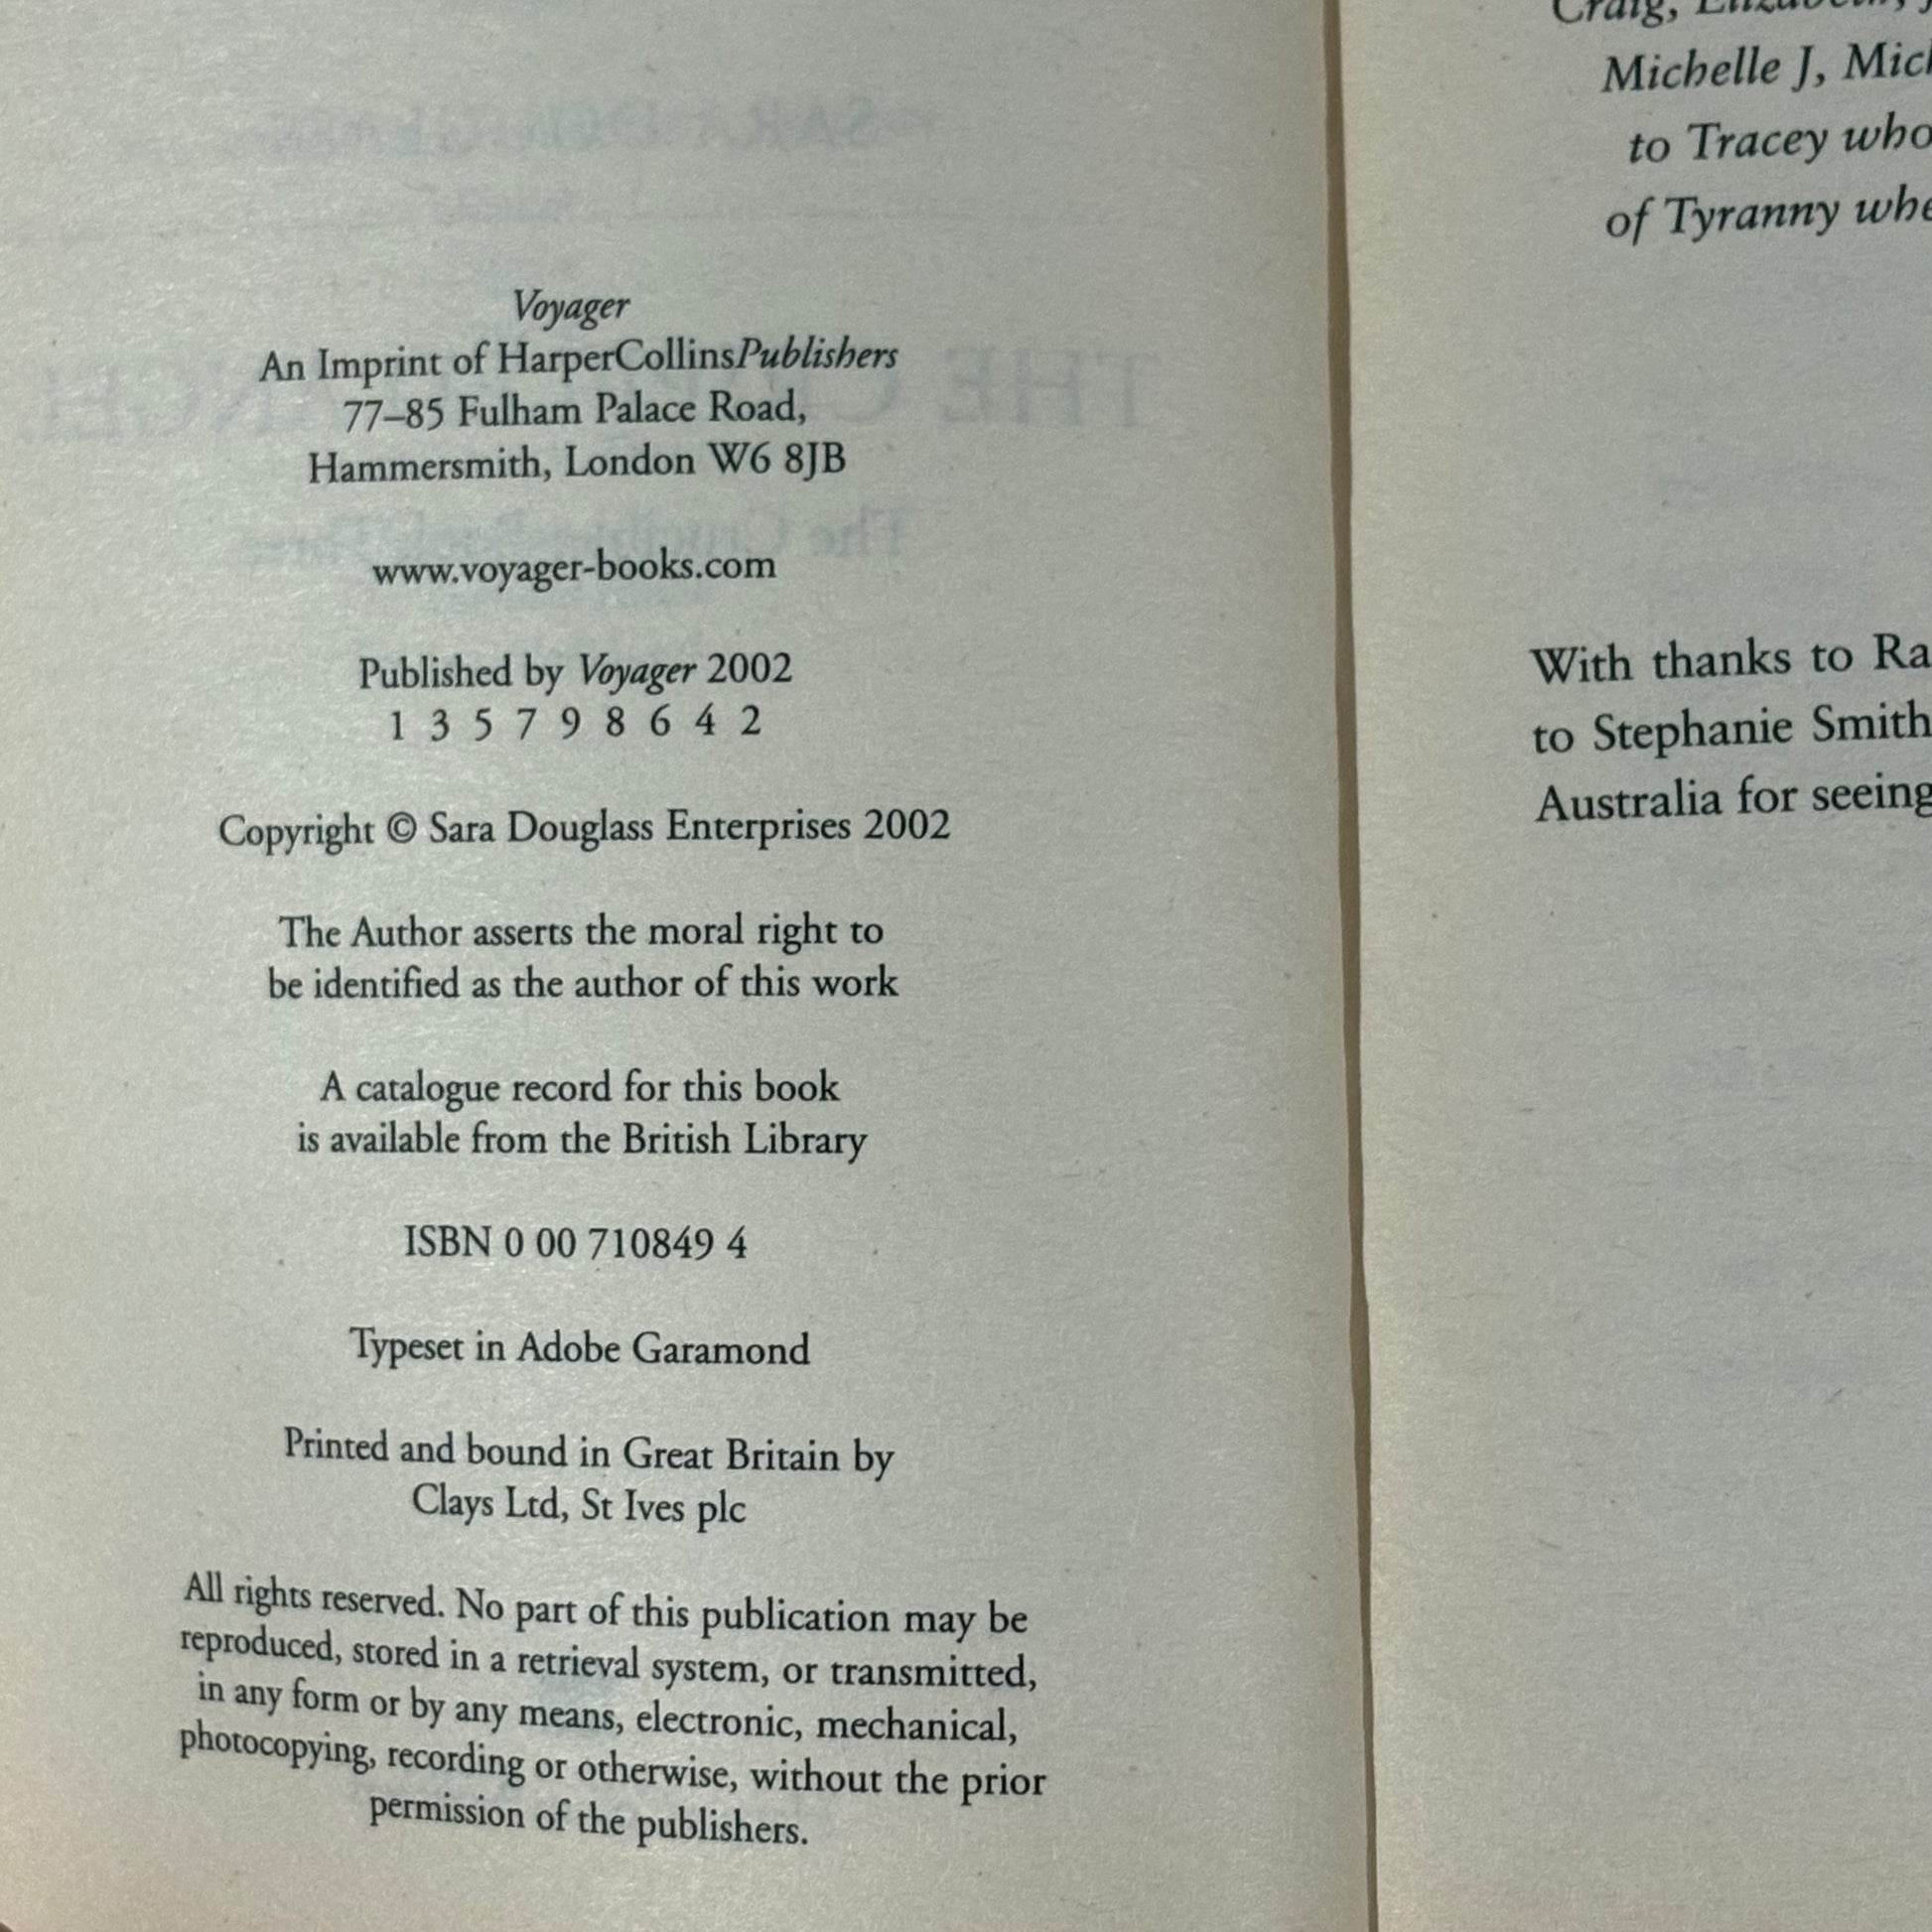 Voyager
An Imprint of HarperCollinsPublishers
77–85 Fulham Palace Road,
Hammersmith, London W6 8JB
www.voyager-books.com
Published by Voyager 2002
1 3 5 7 9 8 6 4 2
Copyright © Sara Douglass Enterprises 2002
The Author asserts the moral right to
be identified as the author of this work
A catalogue record for this book
is available from the British Library
ISBN 0 00 710849 4
Typeset in Adobe Garamond
Printed and bound in Great Britain by
Clays Ltd, St Ives plc
All rights reserved. No part of this publication may be
reproduced, stored in a retrieval system, or transmitted,
in any form or by any means, electronic, mechanical,
photocopying, recording or otherwise, without the prior
permission of the publishers.
Craig, Elizabeth,
Michelle J,
to Tracey who
of Tyranny
With thanks to
to Stephanie Smith
Australia for seeing